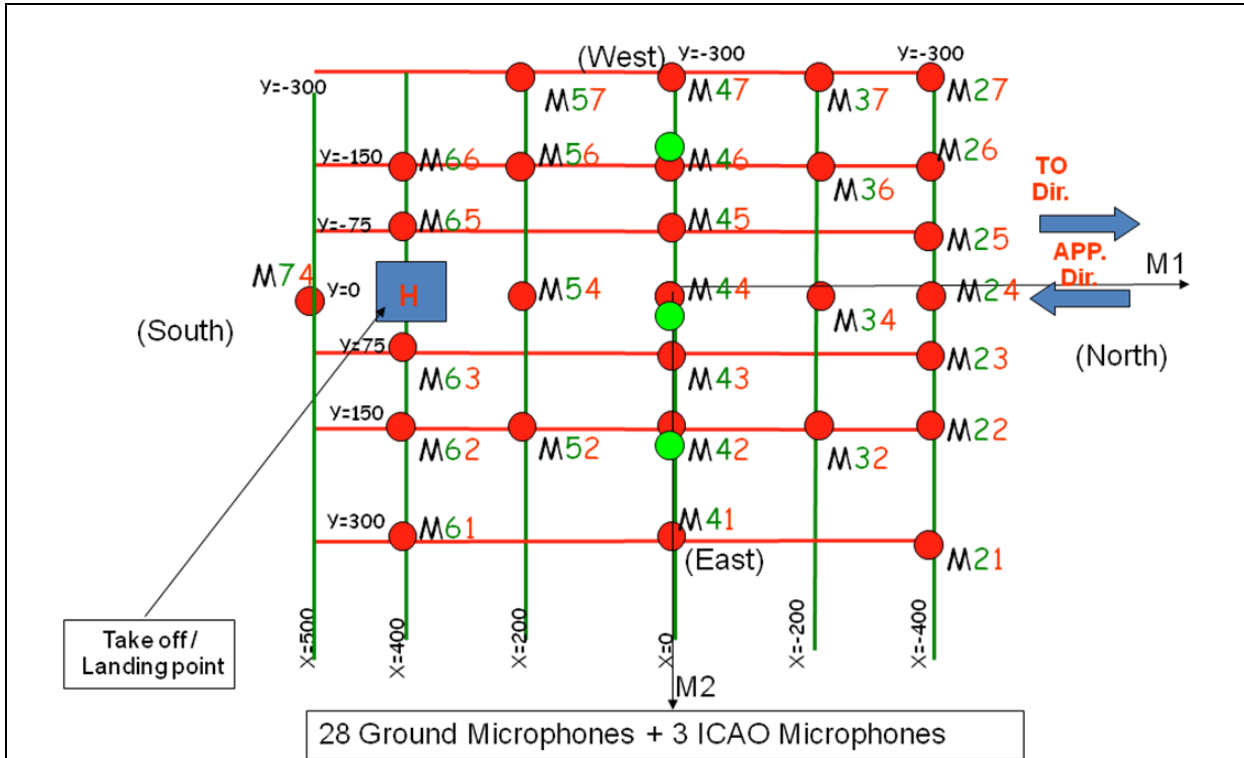 (West)
Y=-300
Y=-300
Y=-300
M57
M47
M37
M27
Y=-150
M66
M56
M46
M36
M26
TO
Dir.
Y=-75
M65
M45
M25
APP.
Dir.
M1
M74
Y=0
H
M54
M44
M34
M24
(South)
(North)
Y=75
M63
M43
M23
Y=150
M62
M52
M42
M32
M22
Y=300
M61
M41
M21
(East)
Take off /
Landing point
X=500
X=400
X=200
X=0
X=-200
X=-400
M2
28 Ground Microphones + 3 ICAO Microphones